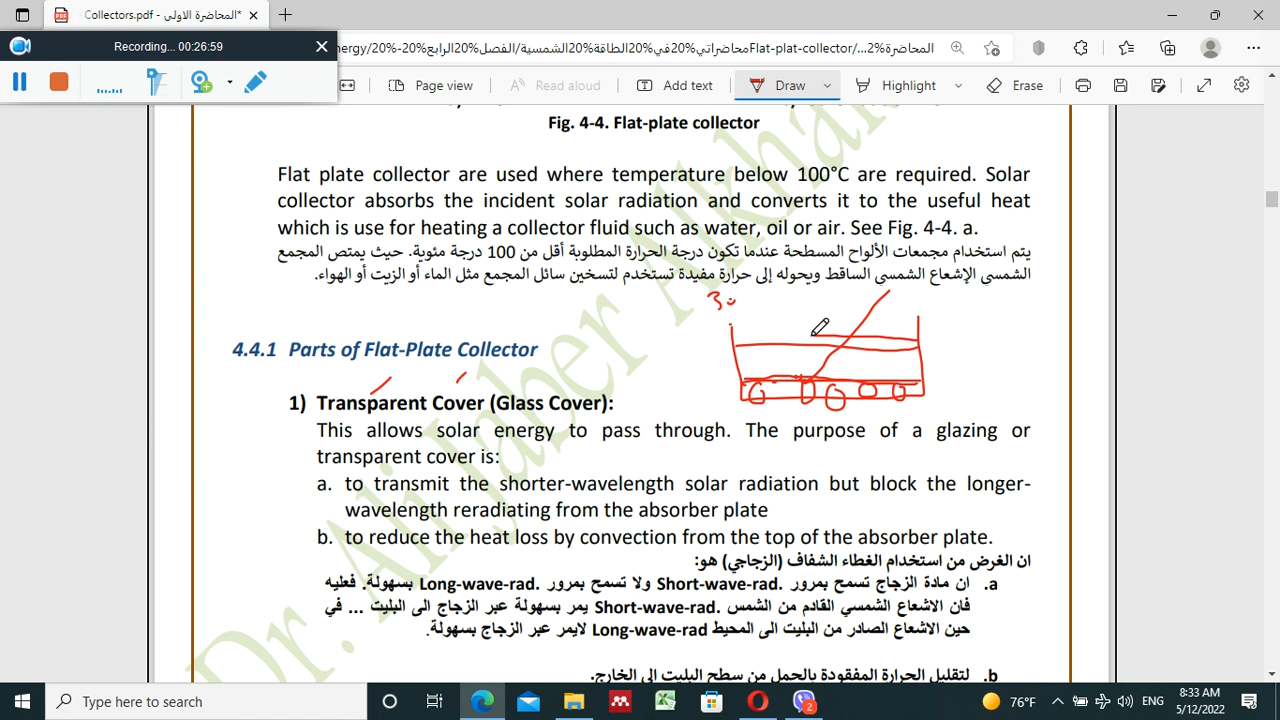 Collectors.pdf - المحاضرة الاولى*
Recording... 00:26:59
Page view
Read aloud
Add text
Draw
Highlight
Erase
Fig. 4-4. Flat-plate collector
Flat plate collector are used where temperature below 100°C are required. Solar
collector absorbs the incident solar radiation and converts it to the useful heat
which is use for heating a collector fluid such as water, oil or air. See Fig. 4-4. a.
يتم استخدام مجمعات الألواح المسطحة عندما تكون درجة الحرارة المطلوبة أقل من 100 درجة مئوية. حيث يمتص المجمع
الشمسي الإشعاع الشمسي الساقط ويحوله إلى حرارة مفيدة تستخدم لتسخين سائل المجمع مثل الماء أو الزيت أو الهواء.
4.4.1 Parts of Flat-Plate Collector
1) Transparent Cover (Glass Cover):
This allows solar energy to pass through. The purpose of a glazing or
transparent cover is:
a. to transmit the shorter-wavelength solar radiation but block the longer-
wavelength reradiating from the absorber plate
b. to reduce the heat loss by convection from the top of the absorber plate.
ان الغرض من استخدام الغطاء الشفاف (الزجاجي) هو:
a. ان مادة الزجاج تسمح بمرور Short-wave-rad. ولا تسمح بمرور Long-wave-rad. بسهولة. فعليه
فان الاشعاع الشمسي القادم من الشمس Short-wave-rad. يمر بسهولة عبر الزجاج الى البليت ... في
حين الاشعاع الصادر من البليت الى المحيط Long-wave-rad لايمر عبر الزجاج بسهولة.
b. لتقليل الحرارة المفقودة بالحمل من سطح البليت الى الخارج.
Dr. Ali Jaber Alkha
Type here to search
2
76°F
ENG
8:33 AM
5/12/2022